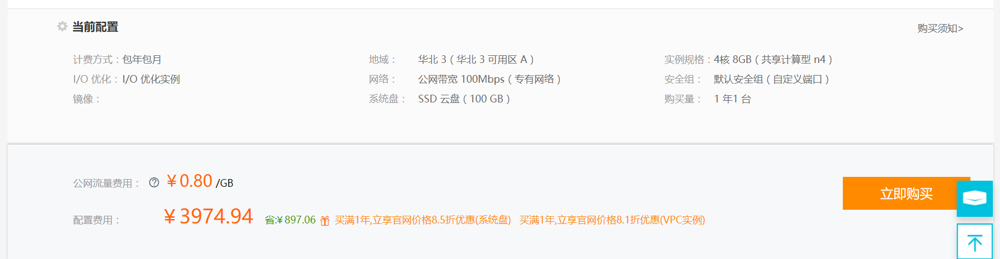 当前配置 购买须知>
计费方式：包年包月 地域： 华北 3（华北 3 可用区 A） 实例规格：4核 8GB（共享计算型 n4）
I/O 优化：I/O 优化实例 网络： 公网带宽 100Mbps（专有网络） 安全组： 默认安全组（自定义端口）
镜像： 系统盘： SSD 云盘（100 GB） 购买量： 1 年1 台
公网流量费用： ? ¥0.80 /GB
立即购买
配置费用： ¥3974.94 省:¥897.06 买满1年,立享官网价格8.5折优惠(系统盘) 买满1年,立享官网价格8.1折优惠(VPC实例)